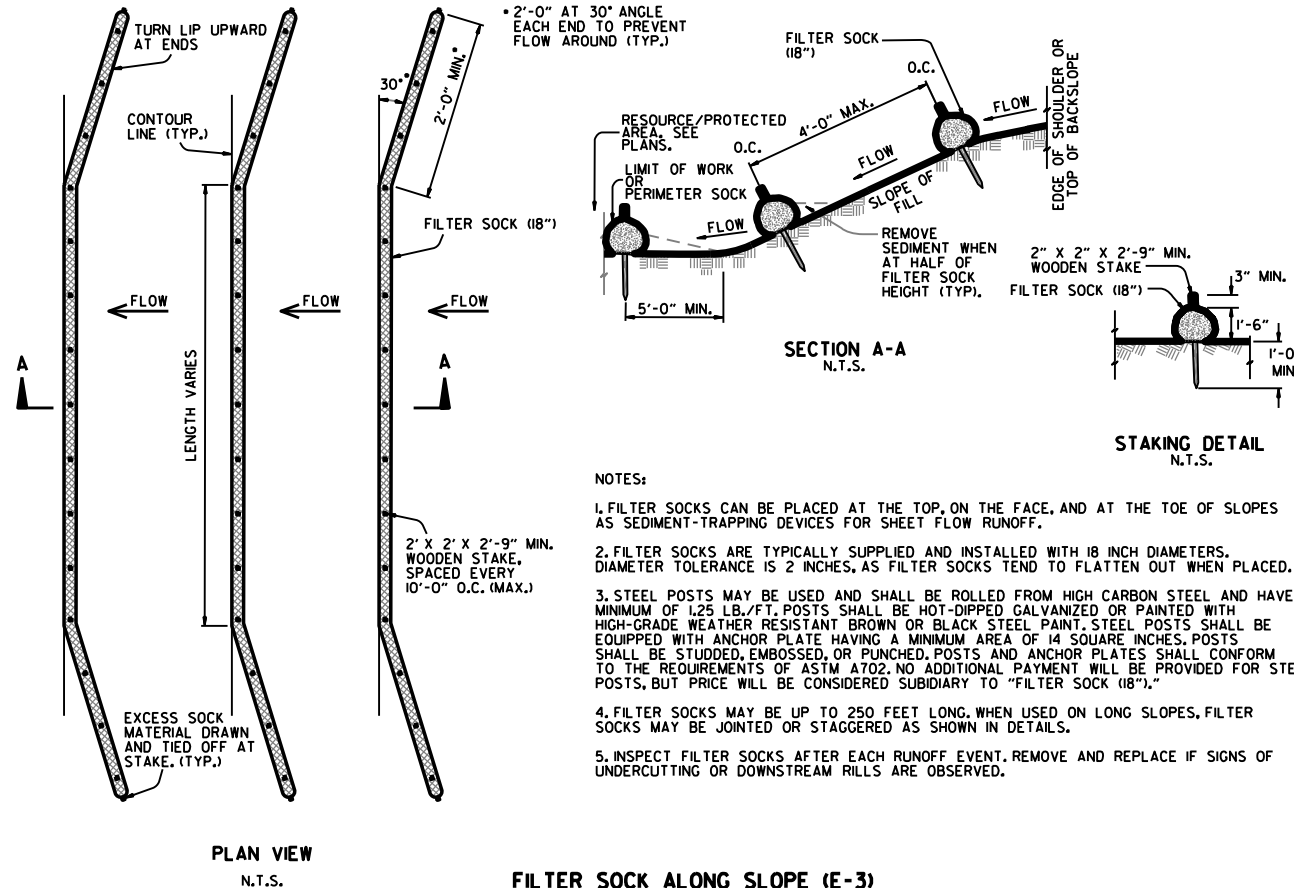 TURN LIP UPWARD
AT ENDS
CONTOUR
LINE (TYP.)
30°*
2'-0" MIN.*
* 2'-0" AT 30° ANGLE
EACH END TO PREVENT
FLOW AROUND (TYP.)
FILTER SOCK (18")
FLOW
FLOW
FLOW
A
A
LENGTH VARIES
2' X 2' X 2'-9" MIN.
WOODEN STAKE,
SPACED EVERY
10'-0" O.C. (MAX.)
EXCESS SOCK
MATERIAL DRAWN
AND TIED OFF AT
STAKE. (TYP.)
PLAN VIEW
N.T.S.
FILTER SOCK
(18")
O.C.
4'-0" MAX.
O.C.
FLOW
FLOW
FLOW
EDGE OF SHOULDER OR
TOP OF BACKSLOPE
RESOURCE/PROTECTED
AREA. SEE
PLANS.
LIMIT OF WORK
OR
PERIMETER SOCK
SLOPE OF
FILL
REMOVE
SEDIMENT WHEN
AT HALF OF
FILTER SOCK
HEIGHT (TYP).
5'-0" MIN.
SECTION A-A
N.T.S.
2" X 2" X 2'-9" MIN.
WOODEN STAKE
FILTER SOCK (18")
3" MIN.
1'-6"
1'-0
MIN
STAKING DETAIL
N.T.S.
NOTES:
1. FILTER SOCKS CAN BE PLACED AT THE TOP, ON THE FACE, AND AT THE TOE OF SLOPES
AS SEDIMENT-TRAPPING DEVICES FOR SHEET FLOW RUNOFF.
2. FILTER SOCKS ARE TYPICALLY SUPPLIED AND INSTALLED WITH 18 INCH DIAMETERS.
DIAMETER TOLERANCE IS 2 INCHES, AS FILTER SOCKS TEND TO FLATTEN OUT WHEN PLACED.
3. STEEL POSTS MAY BE USED AND SHALL BE ROLLED FROM HIGH CARBON STEEL AND HAVE
MINIMUM OF 1.25 LB./FT. POSTS SHALL BE HOT-DIPPED GALVANIZED OR PAINTED WITH
HIGH-GRADE WEATHER RESISTANT BROWN OR BLACK STEEL PAINT. STEEL POSTS SHALL BE
EQUIPPED WITH ANCHOR PLATE HAVING A MINIMUM AREA OF 14 SQUARE INCHES. POSTS
SHALL BE STUDDED, EMBOSSED, OR PUNCHED. POSTS AND ANCHOR PLATES SHALL CONFORM
TO THE REQUIREMENTS OF ASTM A702. NO ADDITIONAL PAYMENT WILL BE PROVIDED FOR STE
POSTS, BUT PRICE WILL BE CONSIDERED SUBIDIARY TO "FILTER SOCK (18")."
4. FILTER SOCKS MAY BE UP TO 250 FEET LONG. WHEN USED ON LONG SLOPES, FILTER
SOCKS MAY BE JOINTED OR STAGGERED AS SHOWN IN DETAILS.
5. INSPECT FILTER SOCKS AFTER EACH RUNOFF EVENT. REMOVE AND REPLACE IF SIGNS OF
UNDERCUTTING OR DOWNSTREAM RILLS ARE OBSERVED.
FILTER SOCK ALONG SLOPE (E-3)